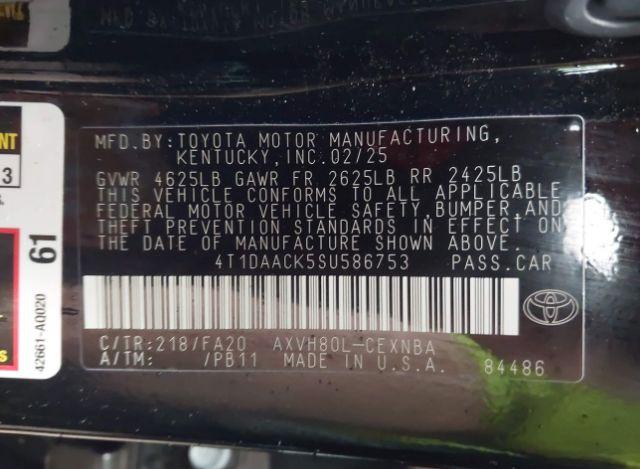 MFD.BY:TOYOTA MOTOR MANUFACTURING,
KENTUCKY,INC.02/25
GVWR 4625LB GAWR FR 2625LB RR 2425LB
THIS VEHICLE CONFORMS TO ALL APPLICABLE
FEDERAL MOTOR VEHICLE SAFETY,BUMPER,AND
THEFT PREVENTION STANDARDS IN EFFECT ON
THE DATE OF MANUFACTURE SHOWN ABOVE.
4T1DAACK5SU586753 PASS.CAR
C/TR:218/FA20 AXVH80L-CEXNBA
A/TM: /PB11 MADE IN U.S.A. 84486
61
42661-AQ020
3